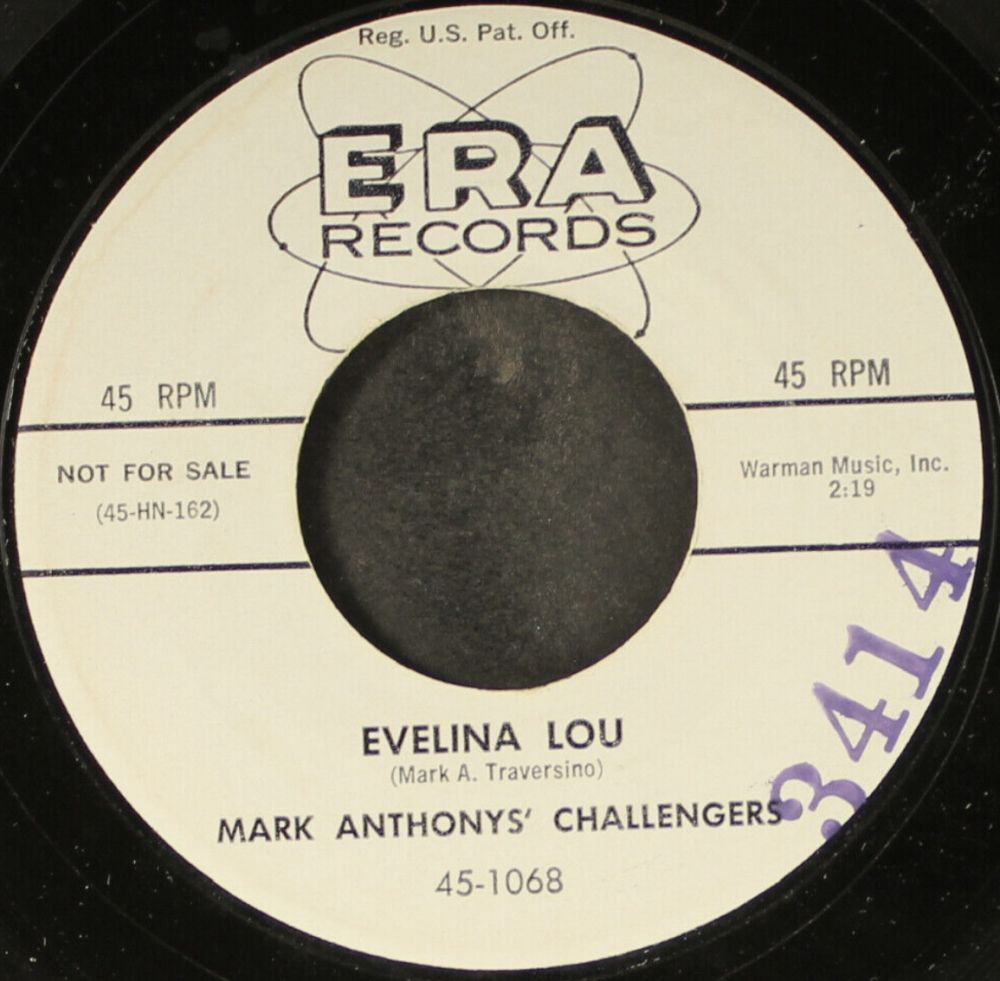 Reg. U.S. Pat. Off.
ERA
RECORDS
45 RPM
45 RPM
NOT FOR SALE
(45-HN-162)
Warman Music, Inc.
2:19
3414
EVELINA LOU
(Mark A. Traversino)
MARK ANTHONYS' CHALLENGERS
45-1068